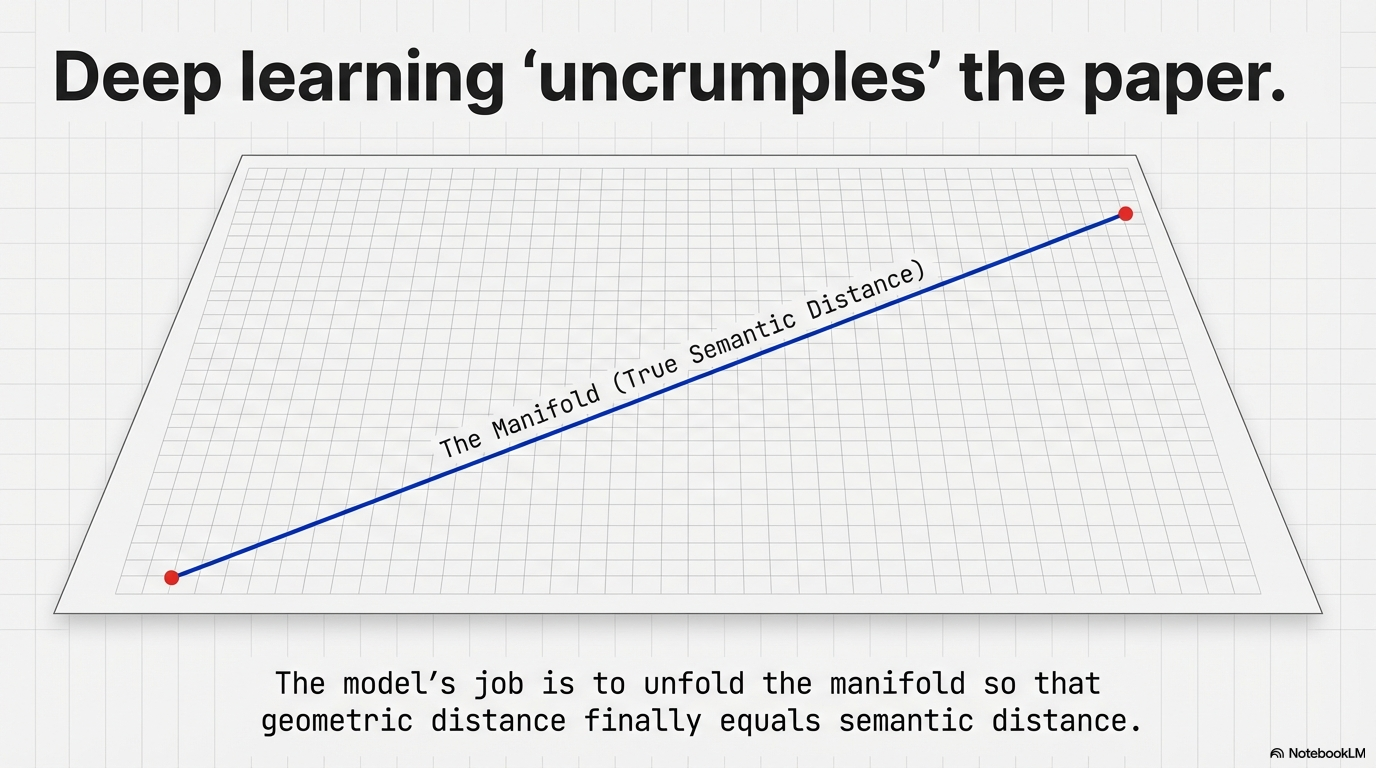 Deep learning ‘uncrumples’ the paper.
The Manifold (True Semantic Distance)
The model’s job is to unfold the manifold so that
geometric distance finally equals semantic distance.
NotebookLM